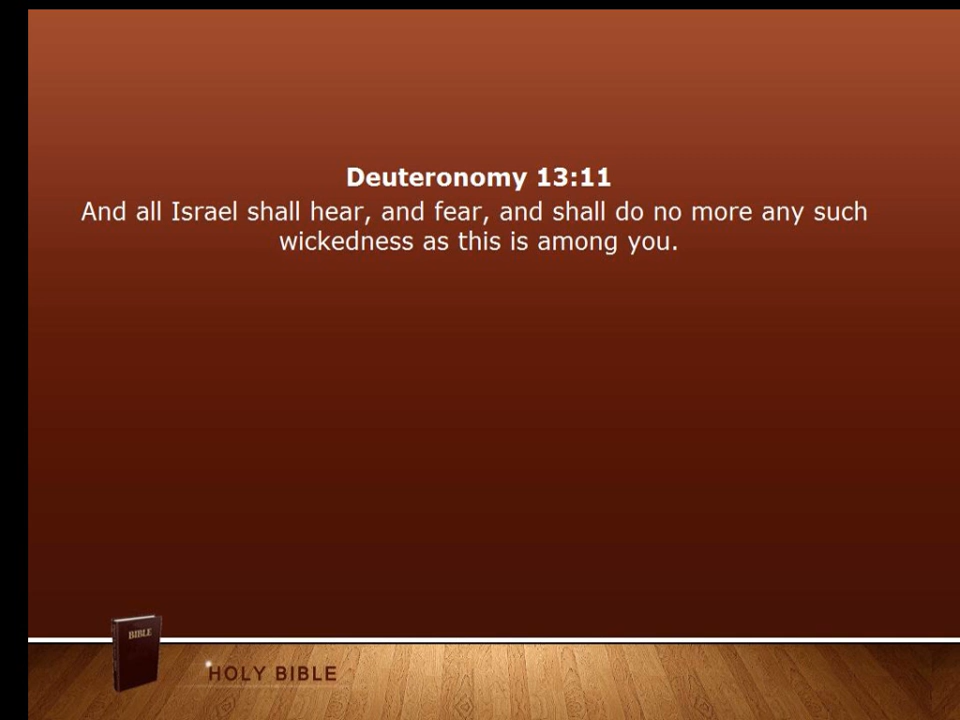 Deuteronomy 13:11
And all Israel shall hear, and fear, and shall do no more any such
wickedness as this is among you.
BIBLE
HOLY BIBLE